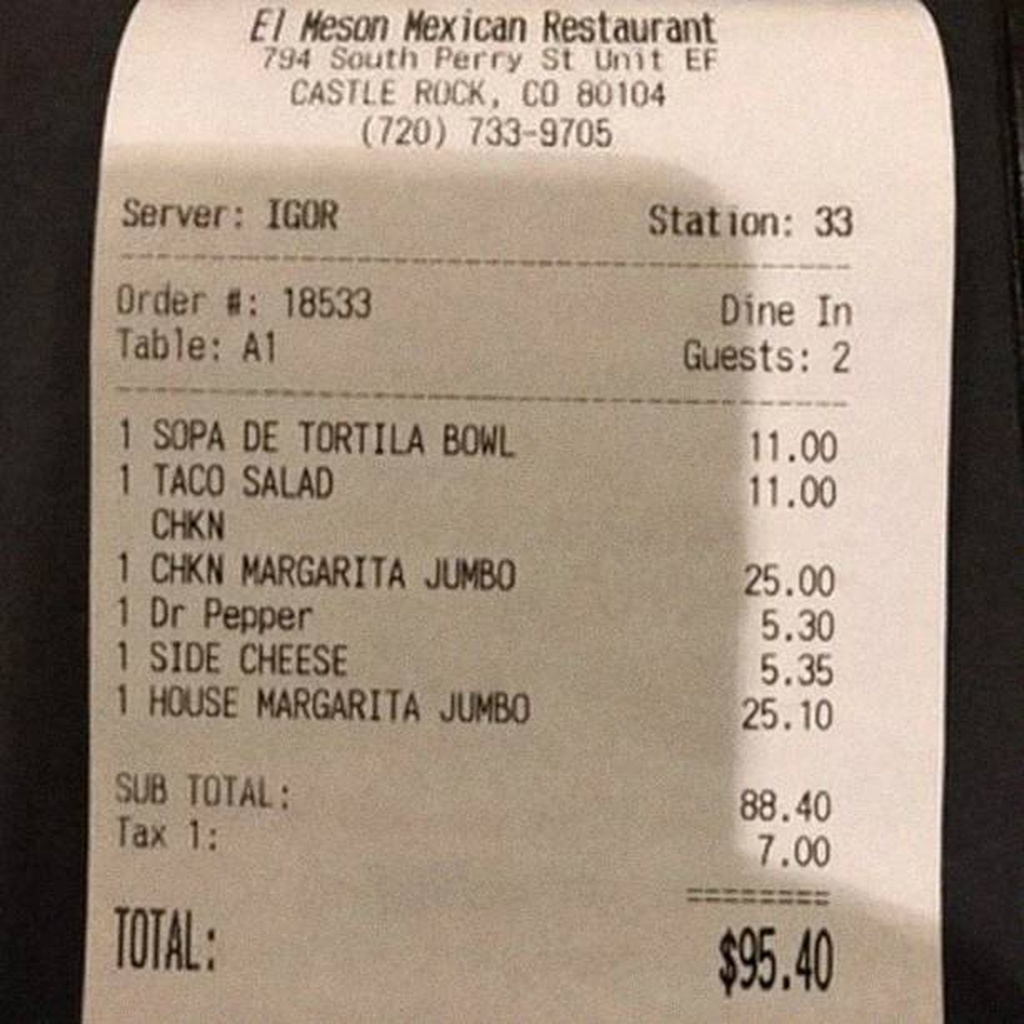 El Meson Mexican Restaurant
794 South Perry St Unit EF
CASTLE ROCK, CO 80104
(720) 733-9705
Server: IGOR Station: 33
Order #: 18533 Dine In
Table: A1 Guests: 2
1 SOPA DE TORTILA BOWL 11.00
1 TACO SALAD 11.00
CHKN
1 CHKN MARGARITA JUMBO 25.00
1 Dr Pepper 5.30
1 SIDE CHEESE 5.35
1 HOUSE MARGARITA JUMBO 25.10
SUB TOTAL: 88.40
Tax 1: 7.00
TOTAL: $95.40